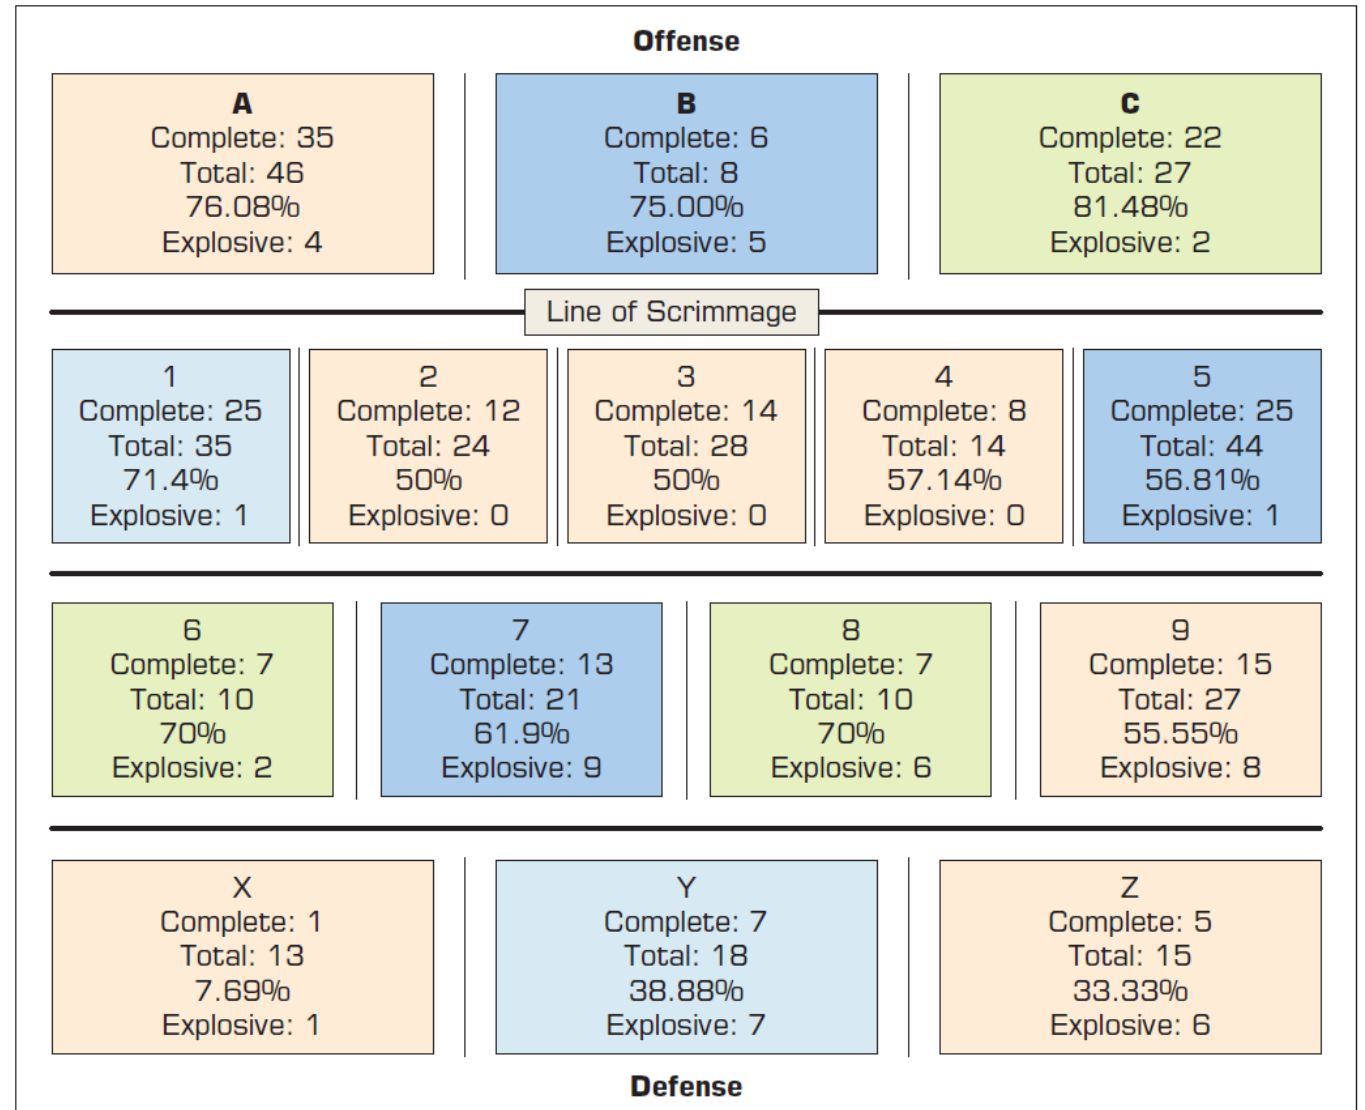 Offense
A
Complete: 35
Total: 46
76.08%
Explosive: 4
B
Complete: 6
Total: 8
75.00%
Explosive: 5
C
Complete: 22
Total: 27
81.48%
Explosive: 2
Line of Scrimmage
1
Complete: 25
Total: 35
71.4%
Explosive: 1
2
Complete: 12
Total: 24
50%
Explosive: 0
3
Complete: 14
Total: 28
50%
Explosive: 0
4
Complete: 8
Total: 14
57.14%
Explosive: 0
5
Complete: 25
Total: 44
56.81%
Explosive: 1
6
Complete: 7
Total: 10
70%
Explosive: 2
7
Complete: 13
Total: 21
61.9%
Explosive: 9
8
Complete: 7
Total: 10
70%
Explosive: 6
9
Complete: 15
Total: 27
55.55%
Explosive: 8
X
Complete: 1
Total: 13
7.69%
Explosive: 1
Y
Complete: 7
Total: 18
38.88%
Explosive: 7
Z
Complete: 5
Total: 15
33.33%
Explosive: 6
Defense